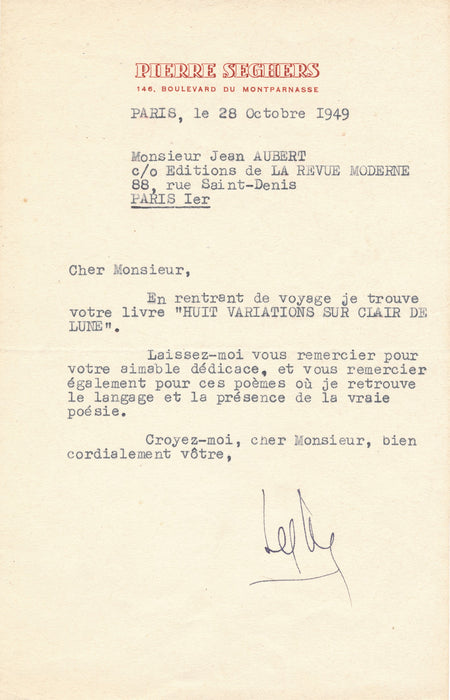 PIERRE SEGHERS
146, BOULEVARD DU MONTPARNASSE
PARIS, le 28 Octobre 1949
Monsieur Jean AUBERT
c/o Editions de LA REVUE MODERNE
88, rue Saint-Denis
PARIS Ier
Cher Monsieur,
En rentrant de voyage je trouve
votre livre "HUIT VARIATIONS SUR CLAIR DE
LUNE".
Laissez-moi vous remercier pour
votre aimable dédicace, et vous remercier
également pour ces poèmes où je retrouve
le langage et la présence de la vraie
poésie.
Croyez-moi, cher Monsieur, bien
cordialement vôtre,